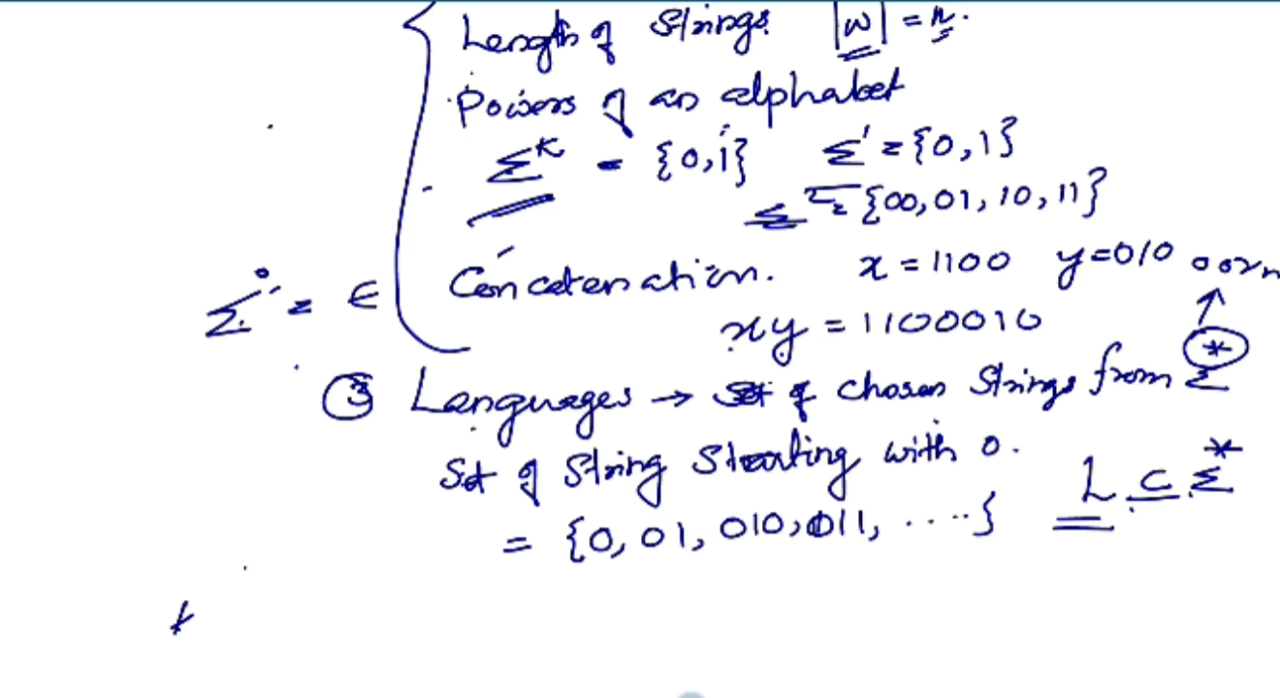 Length of Strings |w| = n.
Powers of an alphabet
Σᵏ = {0,1} Σ¹ = {0,1}
Σ² = {00, 01, 10, 11}
Σ⁰ = ϵ
Concatenation. x = 1100 y = 010
xy = 1100010
③ Languages → Set of chosen Strings from Σ*
Set of String Starting with 0.
= {0, 01, 010, 011, ....} L ⊆ Σ*